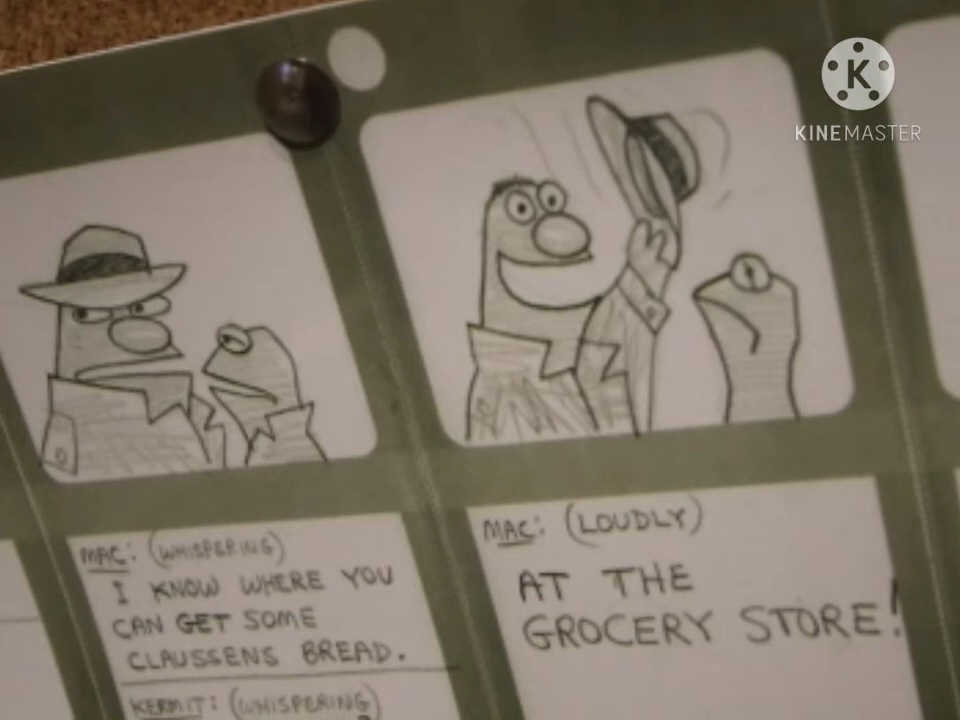 K
KINEMASTER
MAC: (WHISPERING)
I KNOW WHERE YOU
CAN GET SOME
CLAUSSENS BREAD.
KERMIT: (WHISPERING)
MAC: (LOUDLY)
AT THE
GROCERY STORE!